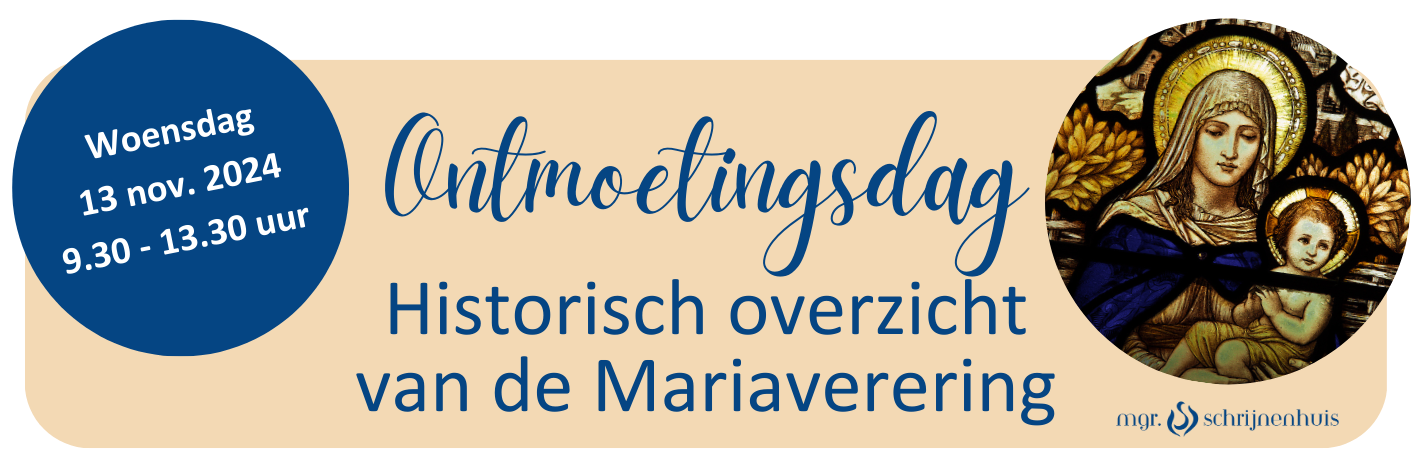 Woensdag
13 nov. 2024
9.30 - 13.30 uur
Ontmoetingsdag
Historisch overzicht
van de Mariaverering
mgr. schrijnenhuis